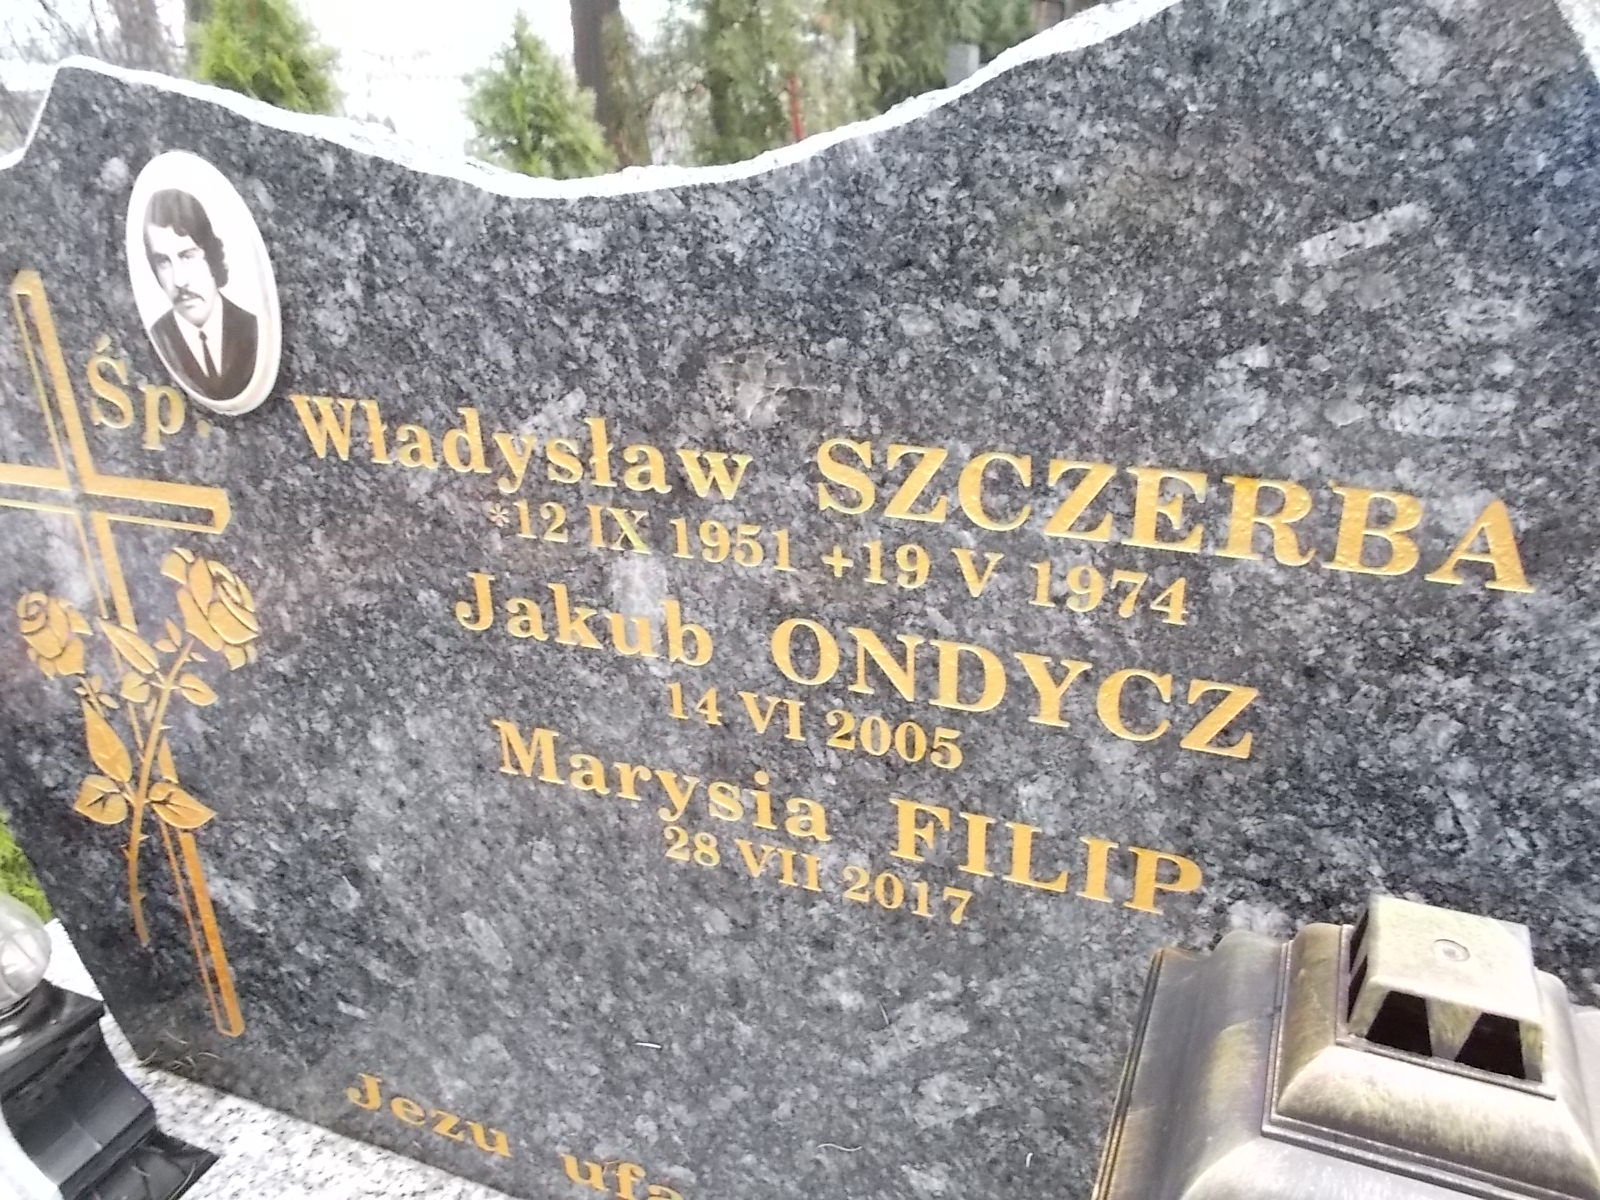 Śp. Władysław SZCZERBA
*12 IX 1951 +19 V 1974
Jakub ONDYCZ
14 VI 2005
Marysia FILIP
28 VII 2017
Jezu ufa